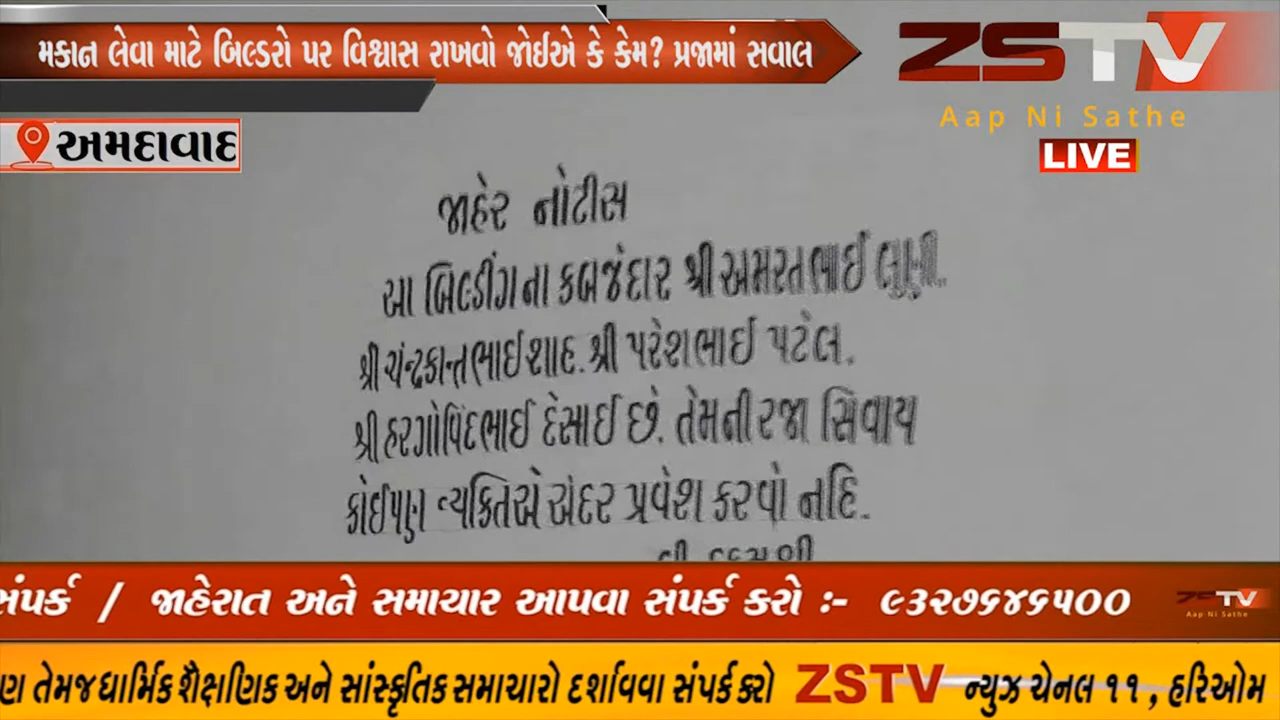 મકાન લેવા માટે બિલ્ડરો પર વિશ્વાસ રાખવો જોઈએ કે કેમ? પ્રજામાં સવાલ
ZSTV
Aap Ni Sathe
LIVE
અમદાવાદ
જાહેર નોટીસ
આ બિલ્ડીંગના કબજેદાર શ્રી અમરતભાઈ લુણી.
શ્રી ચંન્દ્રકાન્તભાઈ શાહ. શ્રી પરેશભાઈ પટેલ.
શ્રી હરગોવિંદભાઈ દેસાઈ છે. તેમની રજા સિવાય
કોઈપણ વ્યક્તિએ અંદર પ્રવેશ કરવો નહિ.
સંપર્ક / જાહેરાત અને સમાચાર આપવા સંપર્ક કરો :- ૯૩૨૭૬૪૬૫૦૦
ZSTV
Aap Ni Sathe
ણ તેમજ ધાર્મિક શૈક્ષણિક અને સાંસ્કૃતિક સમાચારો દર્શાવવા સંપર્ક કરો ZSTV ન્યુઝ ચેનલ ૧૧ , હરિઓમ